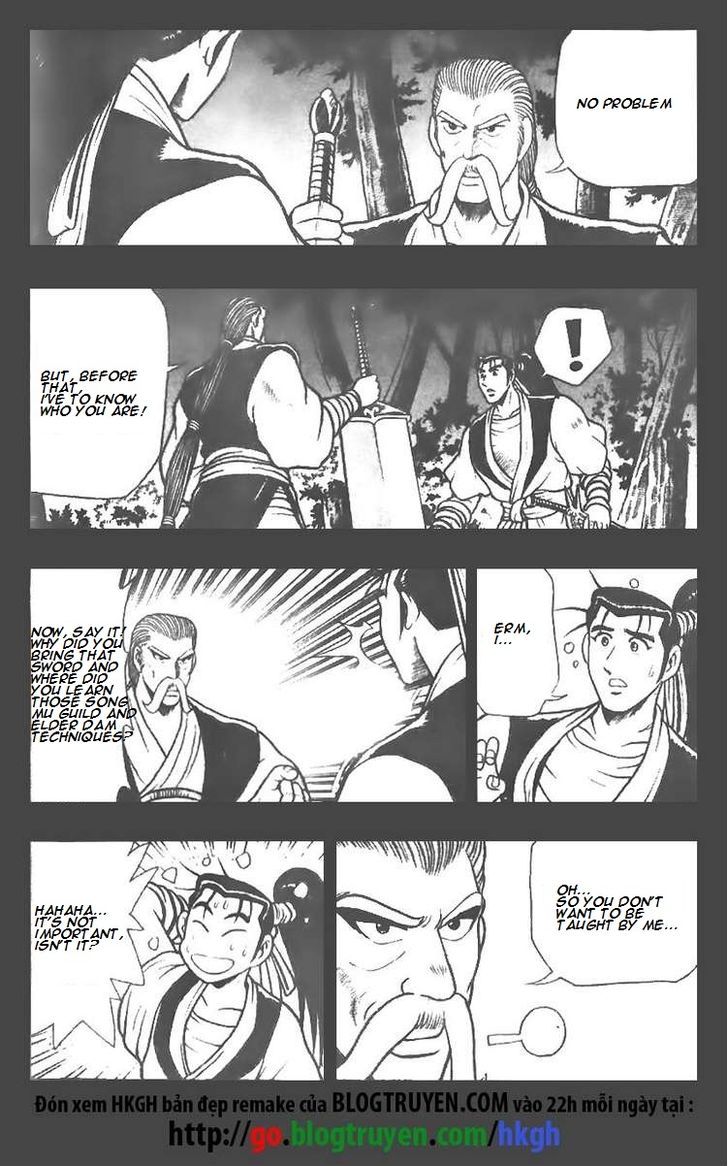 NO PROBLEM
BUT, BEFORE
THAT,
I'VE TO KNOW
WHO YOU ARE!
!
NOW, SAY IT!
WHY DID YOU
BRING THAT
SWORD AND
WHERE DID
YOU LEARN
THOSE SONG
MU GUILD AND
ELDER DAM
TECHNIQUES?
ERM,
I...
HAHAHA...
IT'S NOT
IMPORTANT,
ISN'T IT?
OH...
SO YOU DON'T
WANT TO BE
TAUGHT BY ME...
Đón xem HKGH bản đẹp remake của BLOGTRUYEN.COM vào 22h mỗi ngày tại :
http://go.blogtruyen.com/hkgh